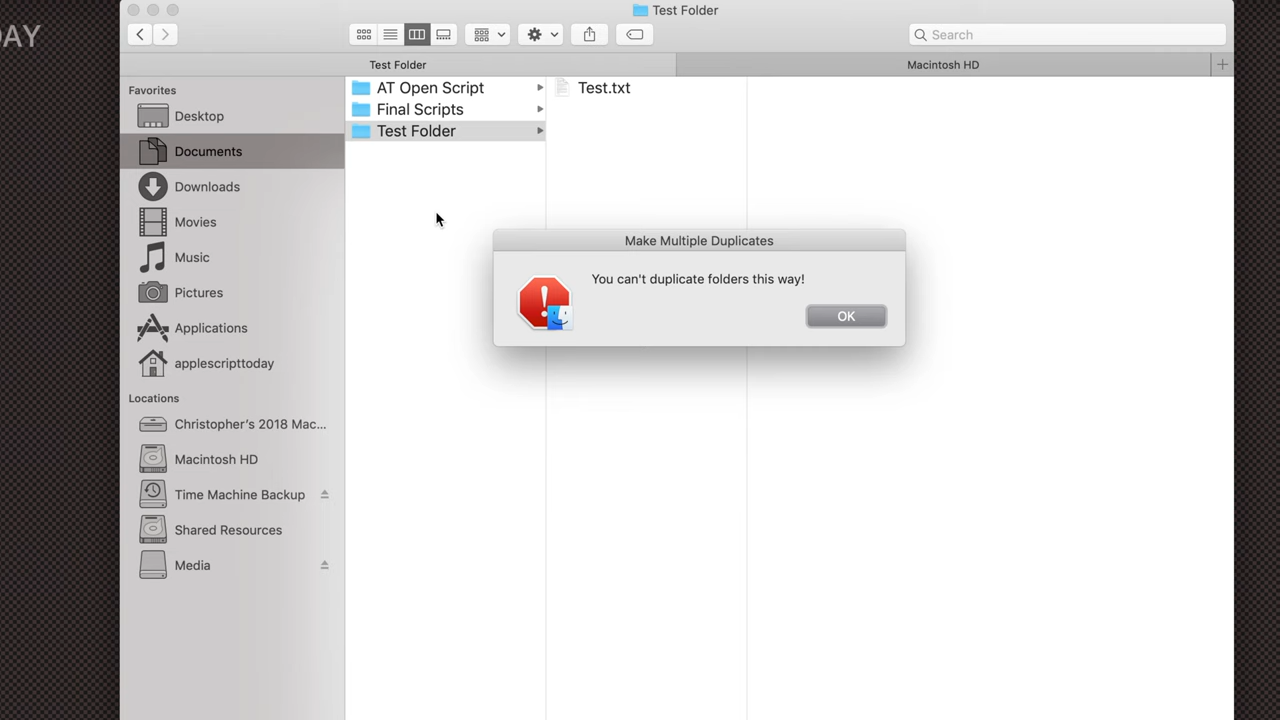 DAY
Test Folder
Search
Test Folder
Macintosh HD
Favorites
Desktop
Documents
Downloads
Movies
Music
Pictures
Applications
applescripttoday
Locations
Christopher's 2018 Mac...
Macintosh HD
Time Machine Backup
Shared Resources
Media
AT Open Script
Final Scripts
Test Folder
Test.txt
Make Multiple Duplicates
You can't duplicate folders this way!
OK